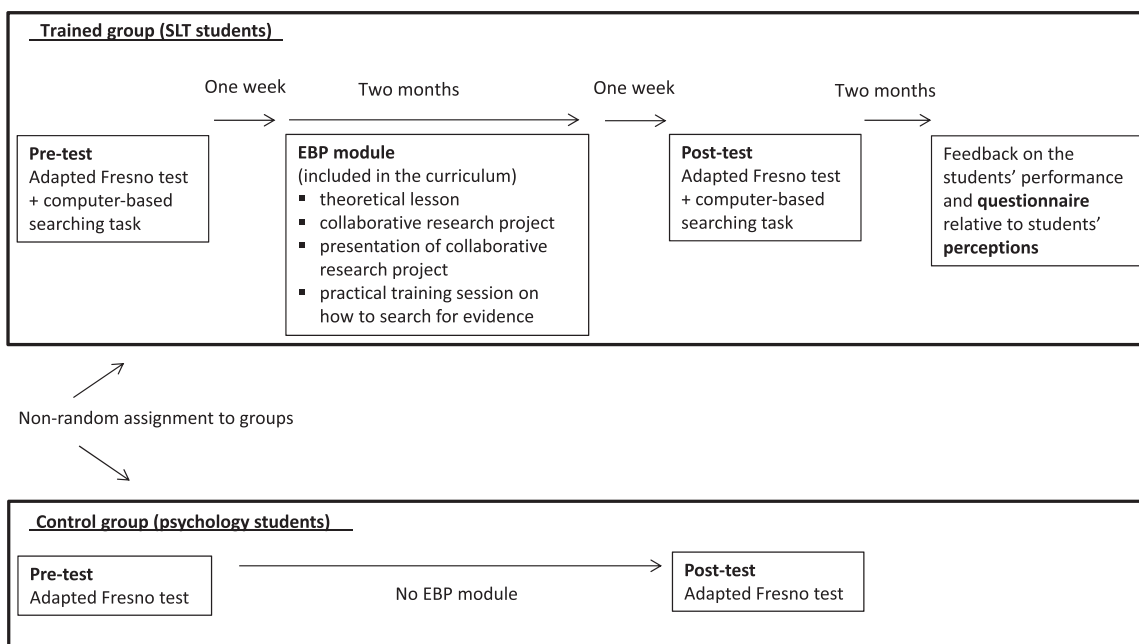 Trained group (SLT students)
One week
Two months
One week
Two months
Pre-test
Adapted Fresno test
+ computer-based
searching task
EBP module
(included in the curriculum)
▪ theoretical lesson
▪ collaborative research project
▪ presentation of collaborative
research project
▪ practical training session on
how to search for evidence
Post-test
Adapted Fresno test
+ computer-based
searching task
Feedback on the
students’ performance
and questionnaire
relative to students’
perceptions
Non-random assignment to groups
Control group (psychology students)
Pre-test
Adapted Fresno test
No EBP module
Post-test
Adapted Fresno test